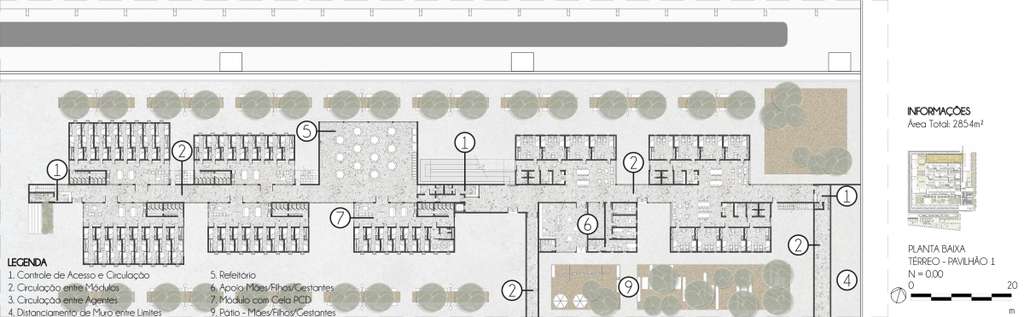 1
2
5
1
2
1
7
6
2
2
9
4
LEGENDA
1. Controle de Acesso e Circulação
2. Circulação entre Módulos
3. Circulação entre Agentes
4. Distanciamento de Muro entre Limites
5. Refeitório
6. Apoio Mães/Filhos/Gestantes
7. Módulo com Cela PCD
9. Pátio - Mães/Filhos/Gestantes
INFORMAÇÕES
Área Total: 2854m²
PLANTA BAIXA
TÉRREO - PAVILHÃO 1
N = 0.00
0 20
m